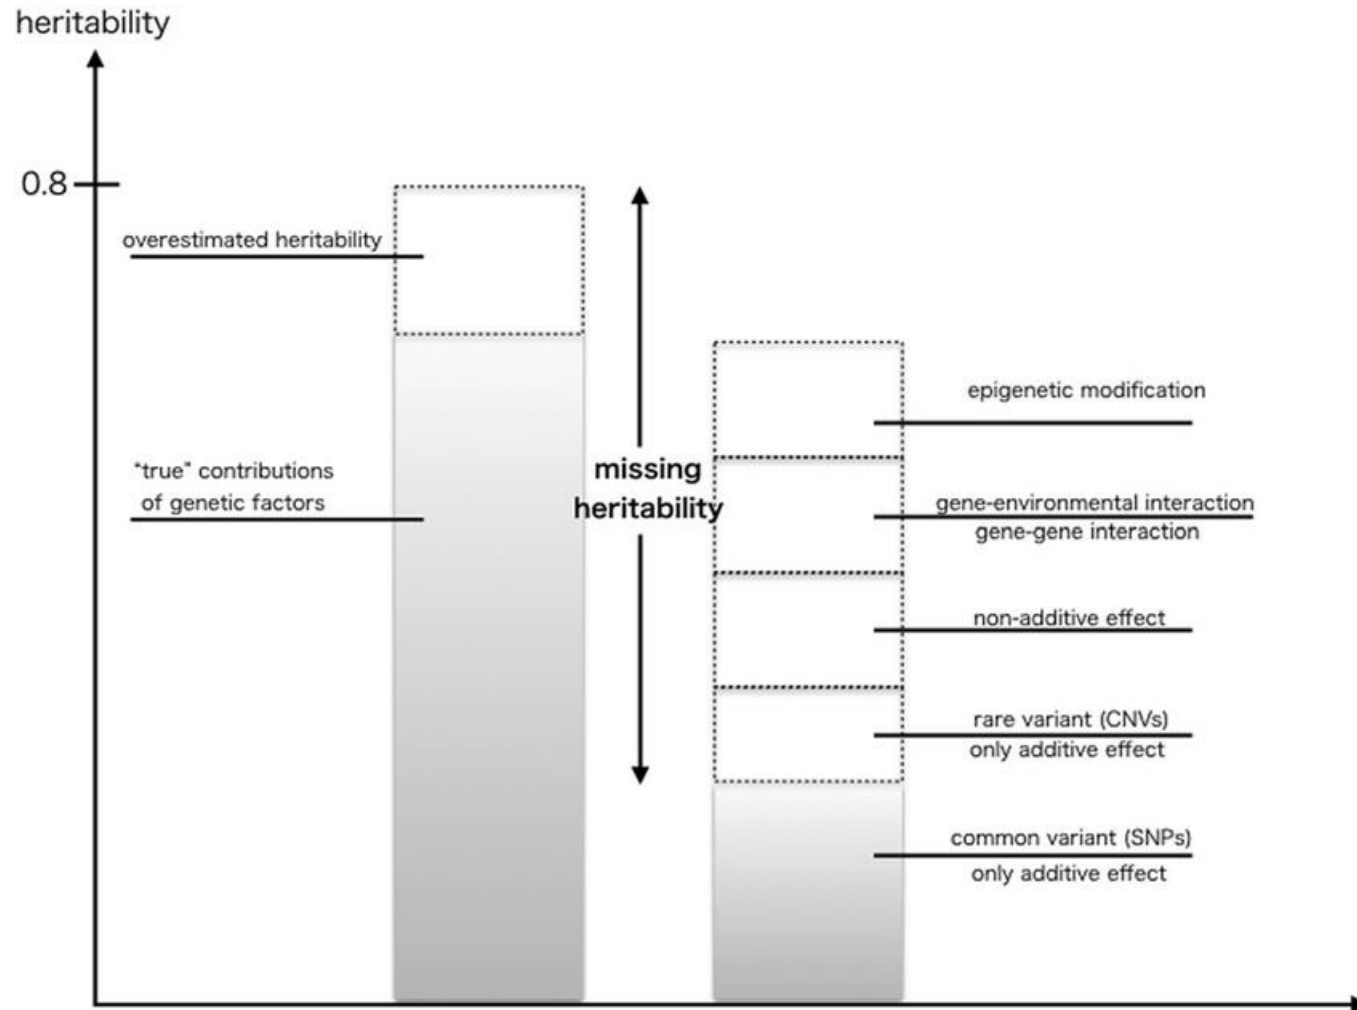 heritability
0.8
overestimated heritability
"true" contributions
of genetic factors
missing
heritability
epigenetic modification
gene-environmental interaction
gene-gene interaction
non-additive effect
rare variant (CNVs)
only additive effect
common variant (SNPs)
only additive effect